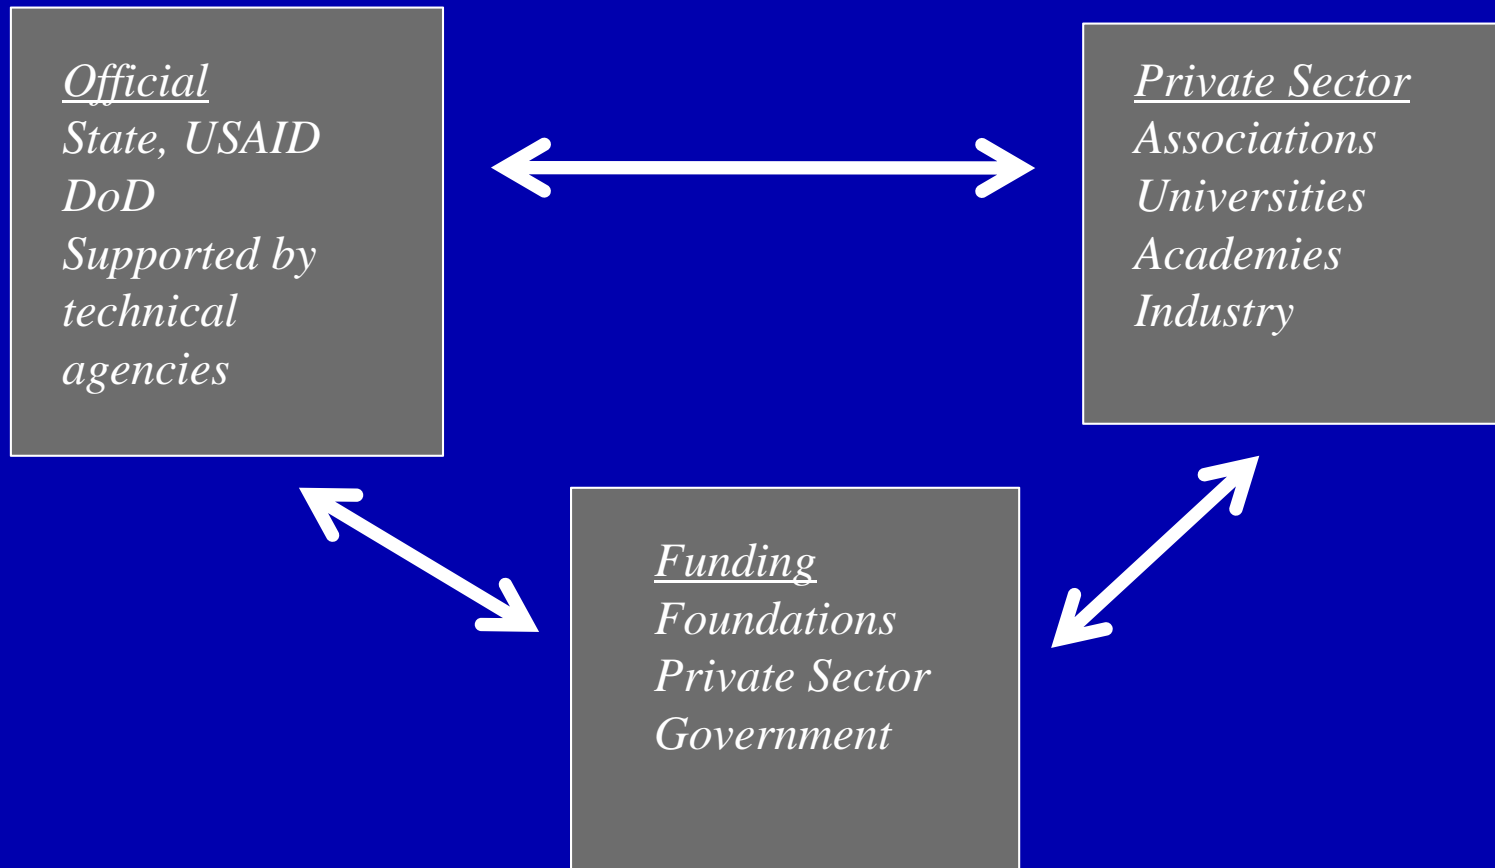 Official
State, USAID
DoD
Supported by
technical
agencies
Private Sector
Associations
Universities
Academies
Industry
Funding
Foundations
Private Sector
Government